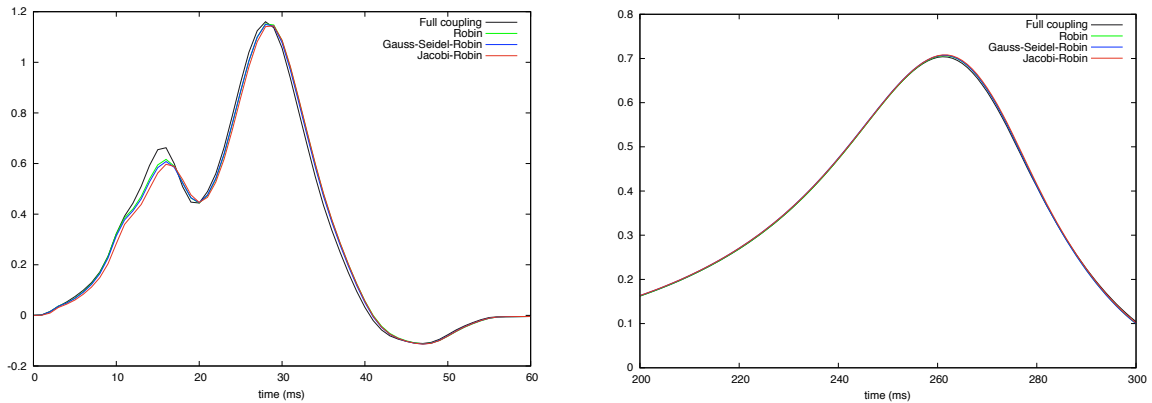 1.2
1
0.8
0.6
0.4
0.2
0
-0.2
0 10 20 30 40 50 60
time (ms)
Full coupling
Robin
Gauss-Seidel-Robin
Jacobi-Robin
0.8
0.7
0.6
0.5
0.4
0.3
0.2
0.1
0
200 220 240 260 280 300
time (ms)
Full coupling
Robin
Gauss-Seidel-Robin
Jacobi-Robin